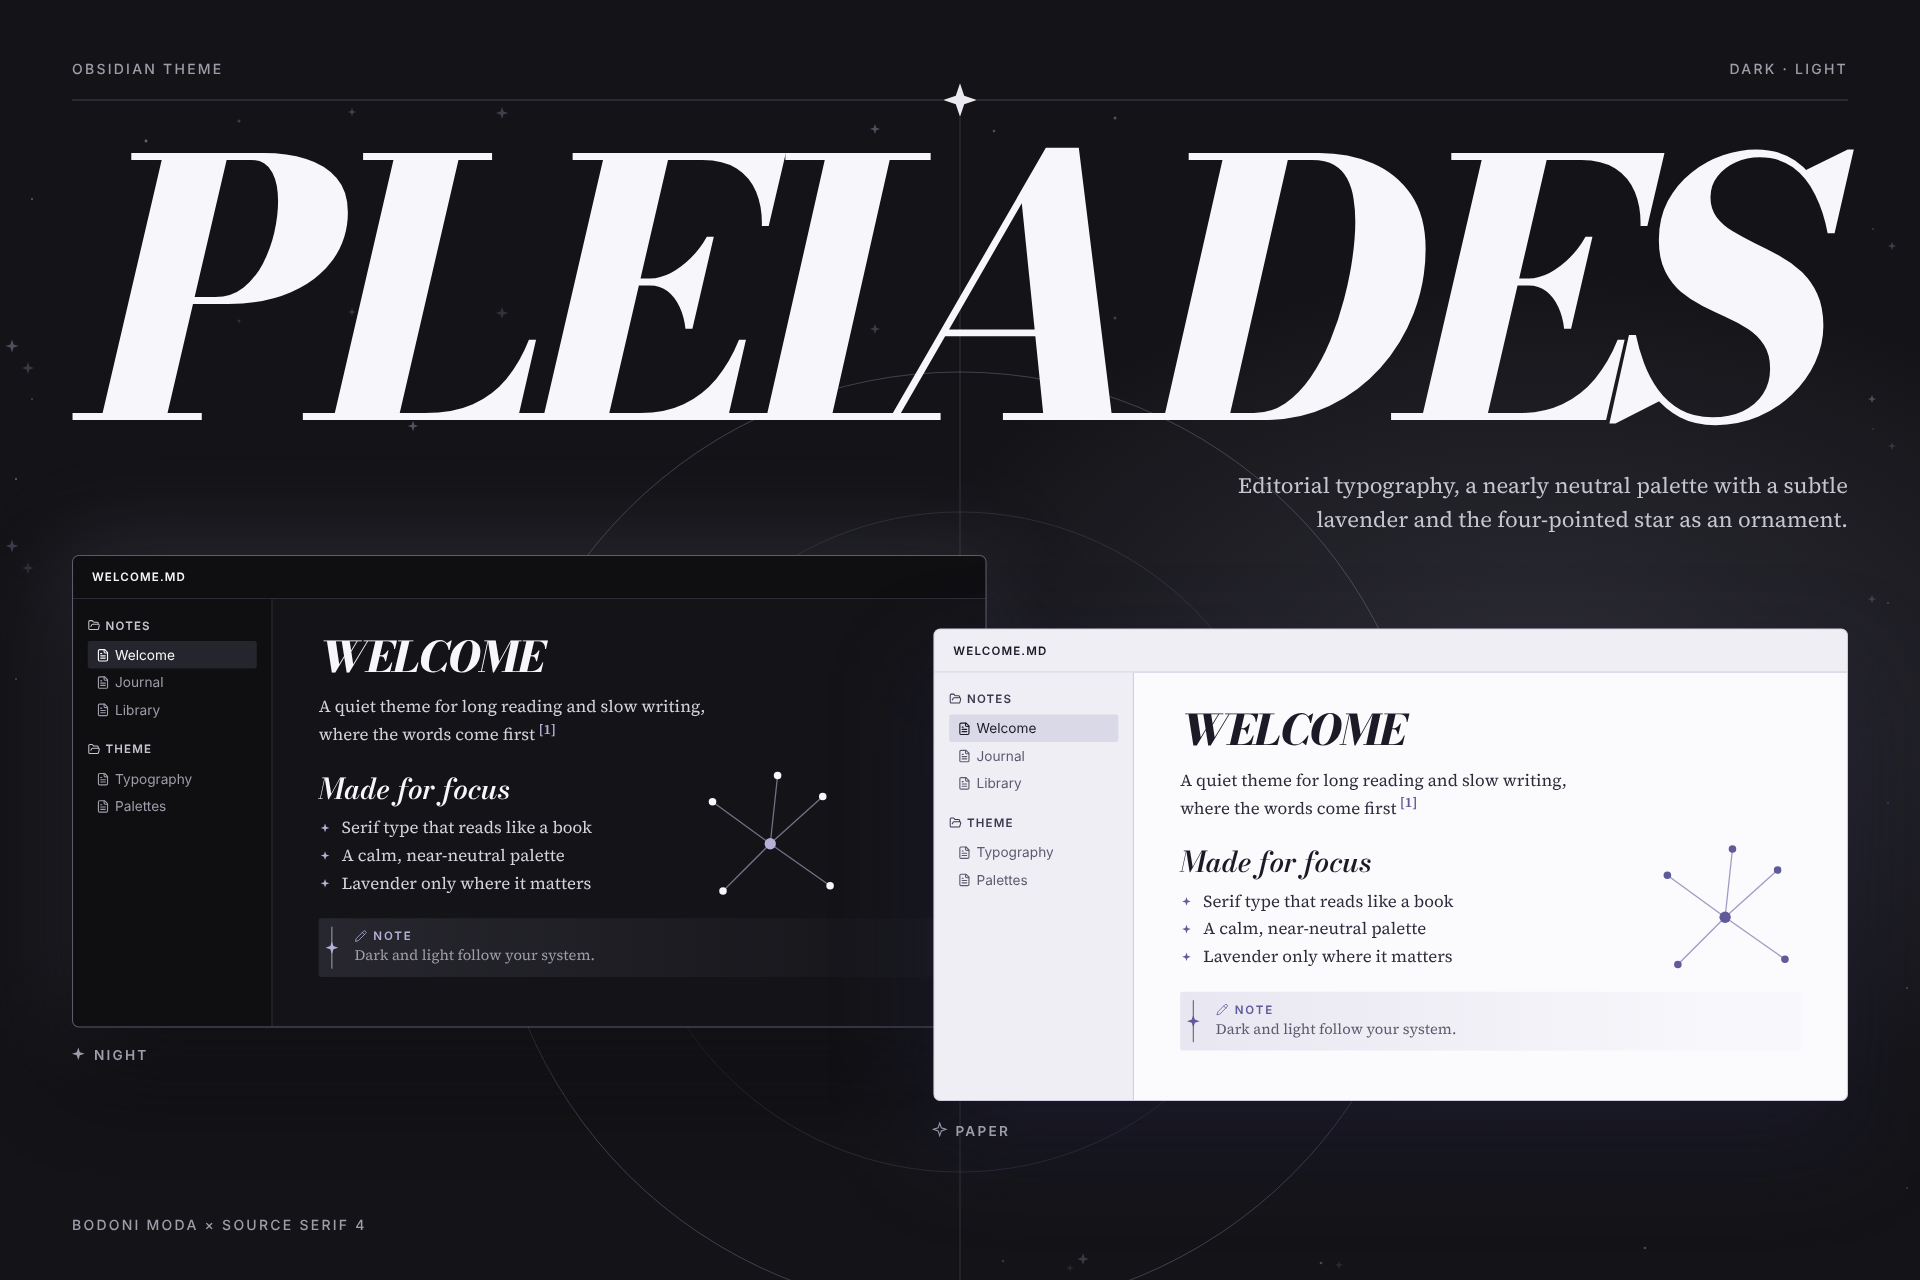 OBSIDIAN THEME
DARK · LIGHT
PLEIADES
Editorial typography, a nearly neutral palette with a subtle
lavender and the four-pointed star as an ornament.
WELCOME.MD
NOTES
Welcome
Journal
Library
THEME
Typography
Palettes
WELCOME
A quiet theme for long reading and slow writing,
where the words come first [1]
Made for focus
Serif type that reads like a book
A calm, near-neutral palette
Lavender only where it matters
NOTE
Dark and light follow your system.
NIGHT
WELCOME.MD
NOTES
Welcome
Journal
Library
THEME
Typography
Palettes
WELCOME
A quiet theme for long reading and slow writing,
where the words come first [1]
Made for focus
Serif type that reads like a book
A calm, near-neutral palette
Lavender only where it matters
NOTE
Dark and light follow your system.
PAPER
BODONI MODA × SOURCE SERIF 4